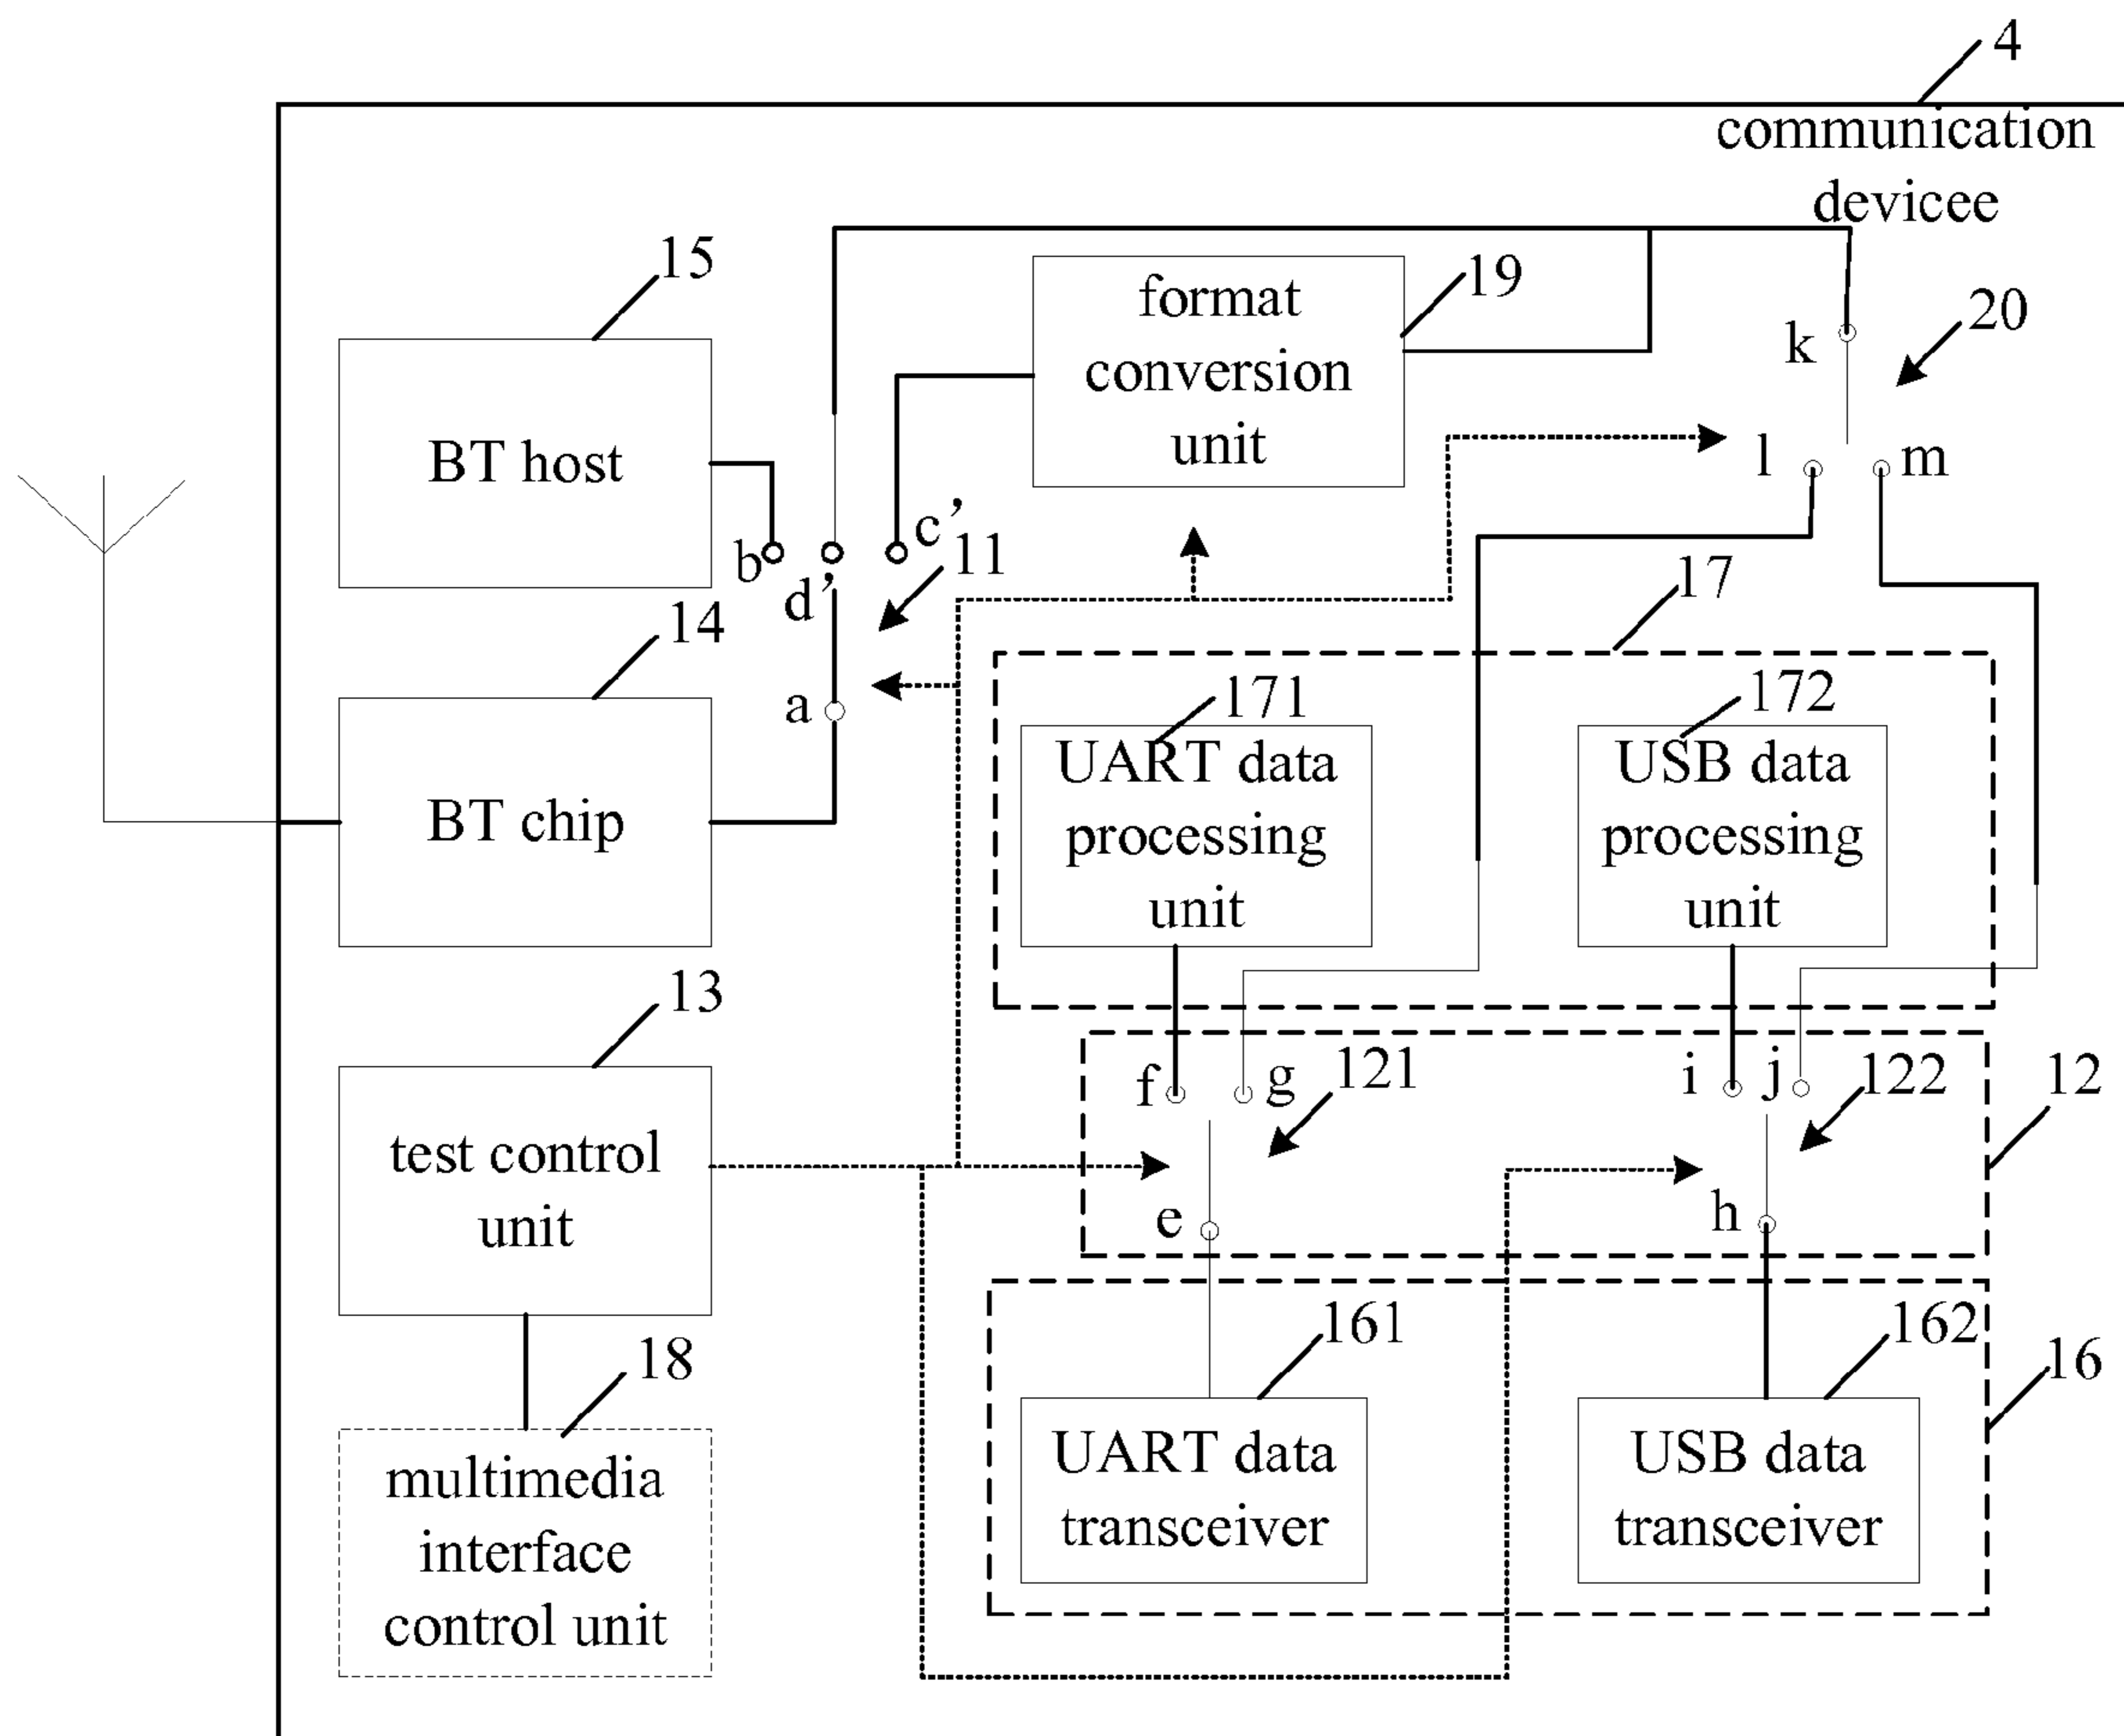 4
communication
devicee
15
format
conversion
unit
19
20
k
l
m
BT host
b
d'
c'
11
17
14
a
BT chip
171
UART data
processing
unit
172
USB data
processing
unit
13
f
g
121
i
j
122
12
test control
unit
e
h
18
161
162
16
multimedia
interface
control unit
UART data
transceiver
USB data
transceiver